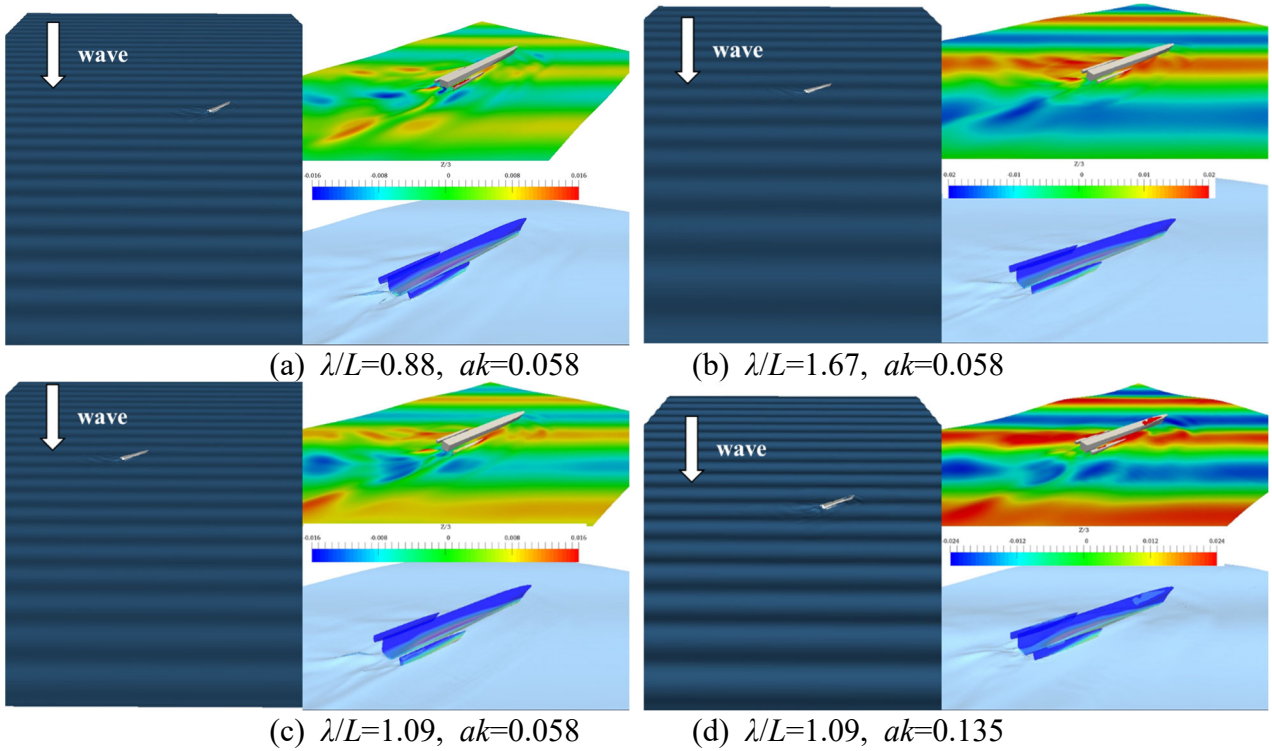 wave
wave
Z/3
-0.016 -0.008 0 0.008 0.016
Z/3
-0.02 -0.01 0 0.01 0.02
(a) λ/L=0.88, ak=0.058
(b) λ/L=1.67, ak=0.058
wave
wave
Z/3
-0.016 -0.008 0 0.008 0.016
Z/3
-0.024 -0.012 0 0.012 0.024
(c) λ/L=1.09, ak=0.058
(d) λ/L=1.09, ak=0.135